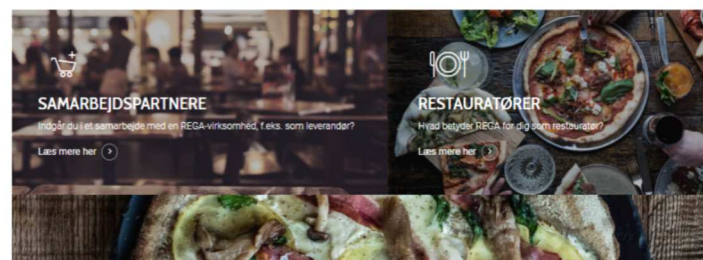 SAMARBEJDSPARTNERE
Indgår du i et samarbejde med en REGA-virksomhed, f.eks. som leverandør?
Læs mere her
RESTAURATØRER
Hvad betyder REGA for dig som restauratør?
Læs mere her